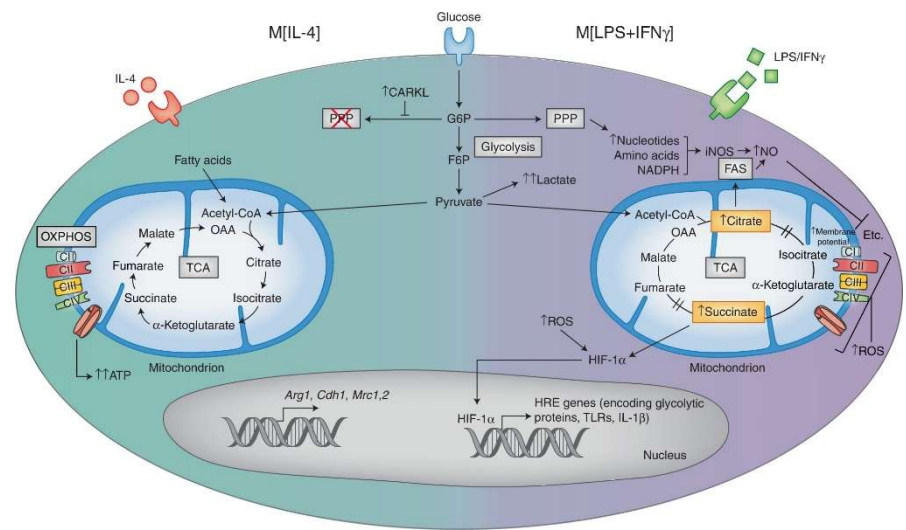 Glucose
M[IL-4]
M[LPS+IFNγ]
IL-4
LPS/IFNγ
↑CARKL
PPP
G6P
PPP
Glycolysis
F6P
↑Nucleotides
Amino acids
NADPH
iNOS
↑NO
FAS
Fatty acids
↑↑Lactate
Pyruvate
Acetyl-CoA
OAA
Malate
Citrate
TCA
Fumarate
Isocitrate
Succinate
α-Ketoglutarate
OXPHOS
CI
CII
CIII
CIV
Mitochondrion
↑↑ATP
Acetyl-CoA
↑Citrate
OAA
↑Membrane
potential
Etc.
Isocitrate
Malate
TCA
α-Ketoglutarate
Fumarate
↑Succinate
CI
CII
CIII
CIV
Mitochondrion
↑ROS
↑ROS
HIF-1α
Arg1, Cdh1, Mrc1,2
HIF-1α
HRE genes (encoding glycolytic
proteins, TLRs, IL-1β)
Nucleus